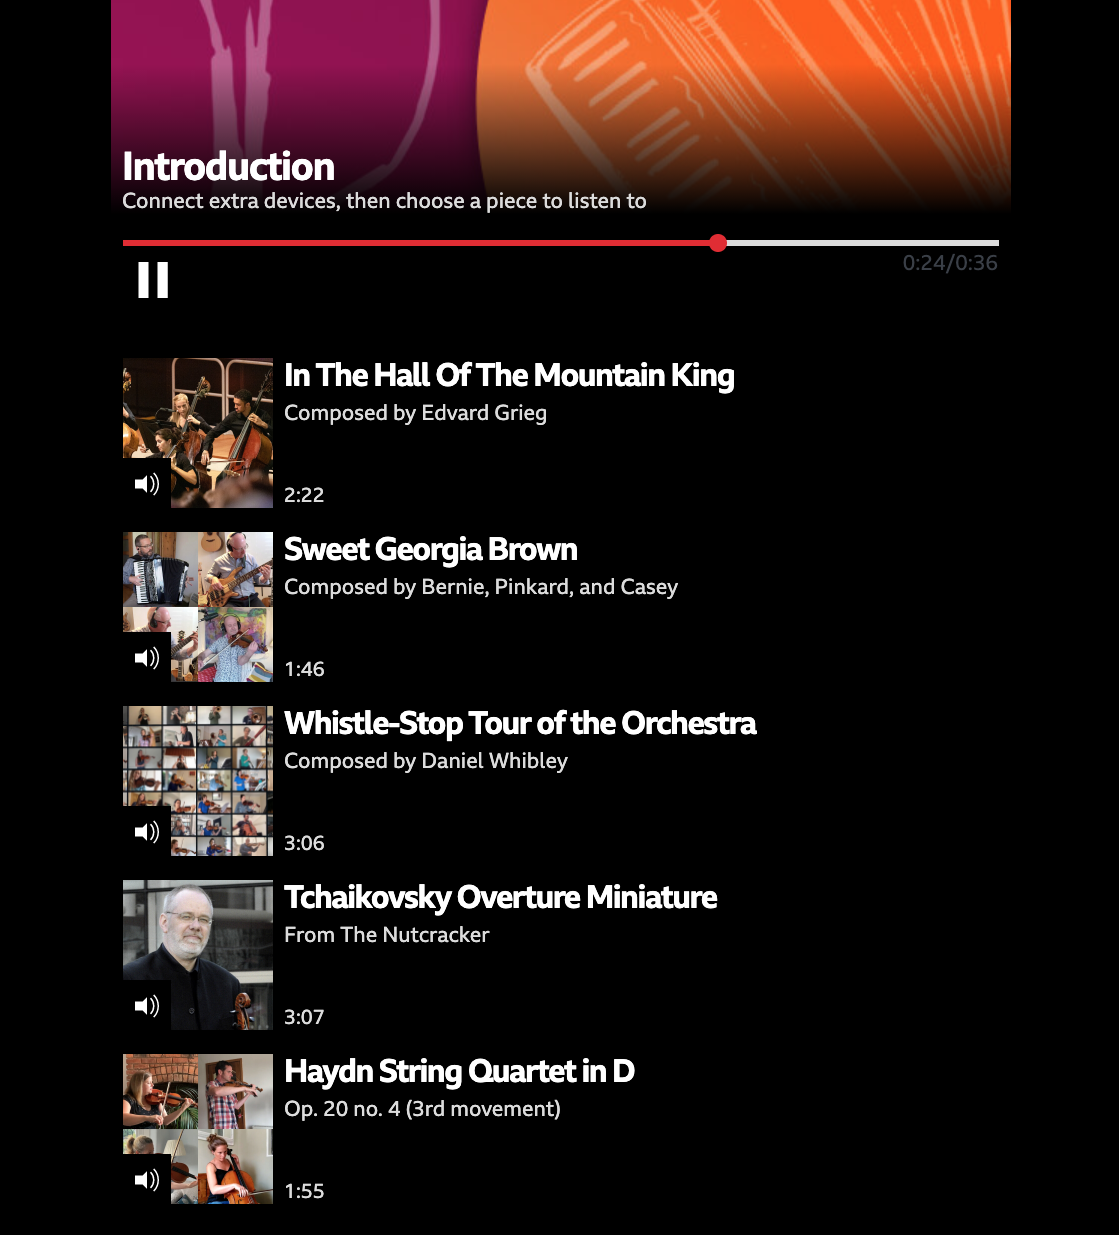 Introduction
Connect extra devices, then choose a piece to listen to
0:24/0:36
In The Hall Of The Mountain King
Composed by Edvard Grieg
2:22
Sweet Georgia Brown
Composed by Bernie, Pinkard, and Casey
1:46
Whistle-Stop Tour of the Orchestra
Composed by Daniel Whibley
3:06
Tchaikovsky Overture Miniature
From The Nutcracker
3:07
Haydn String Quartet in D
Op. 20 no. 4 (3rd movement)
1:55